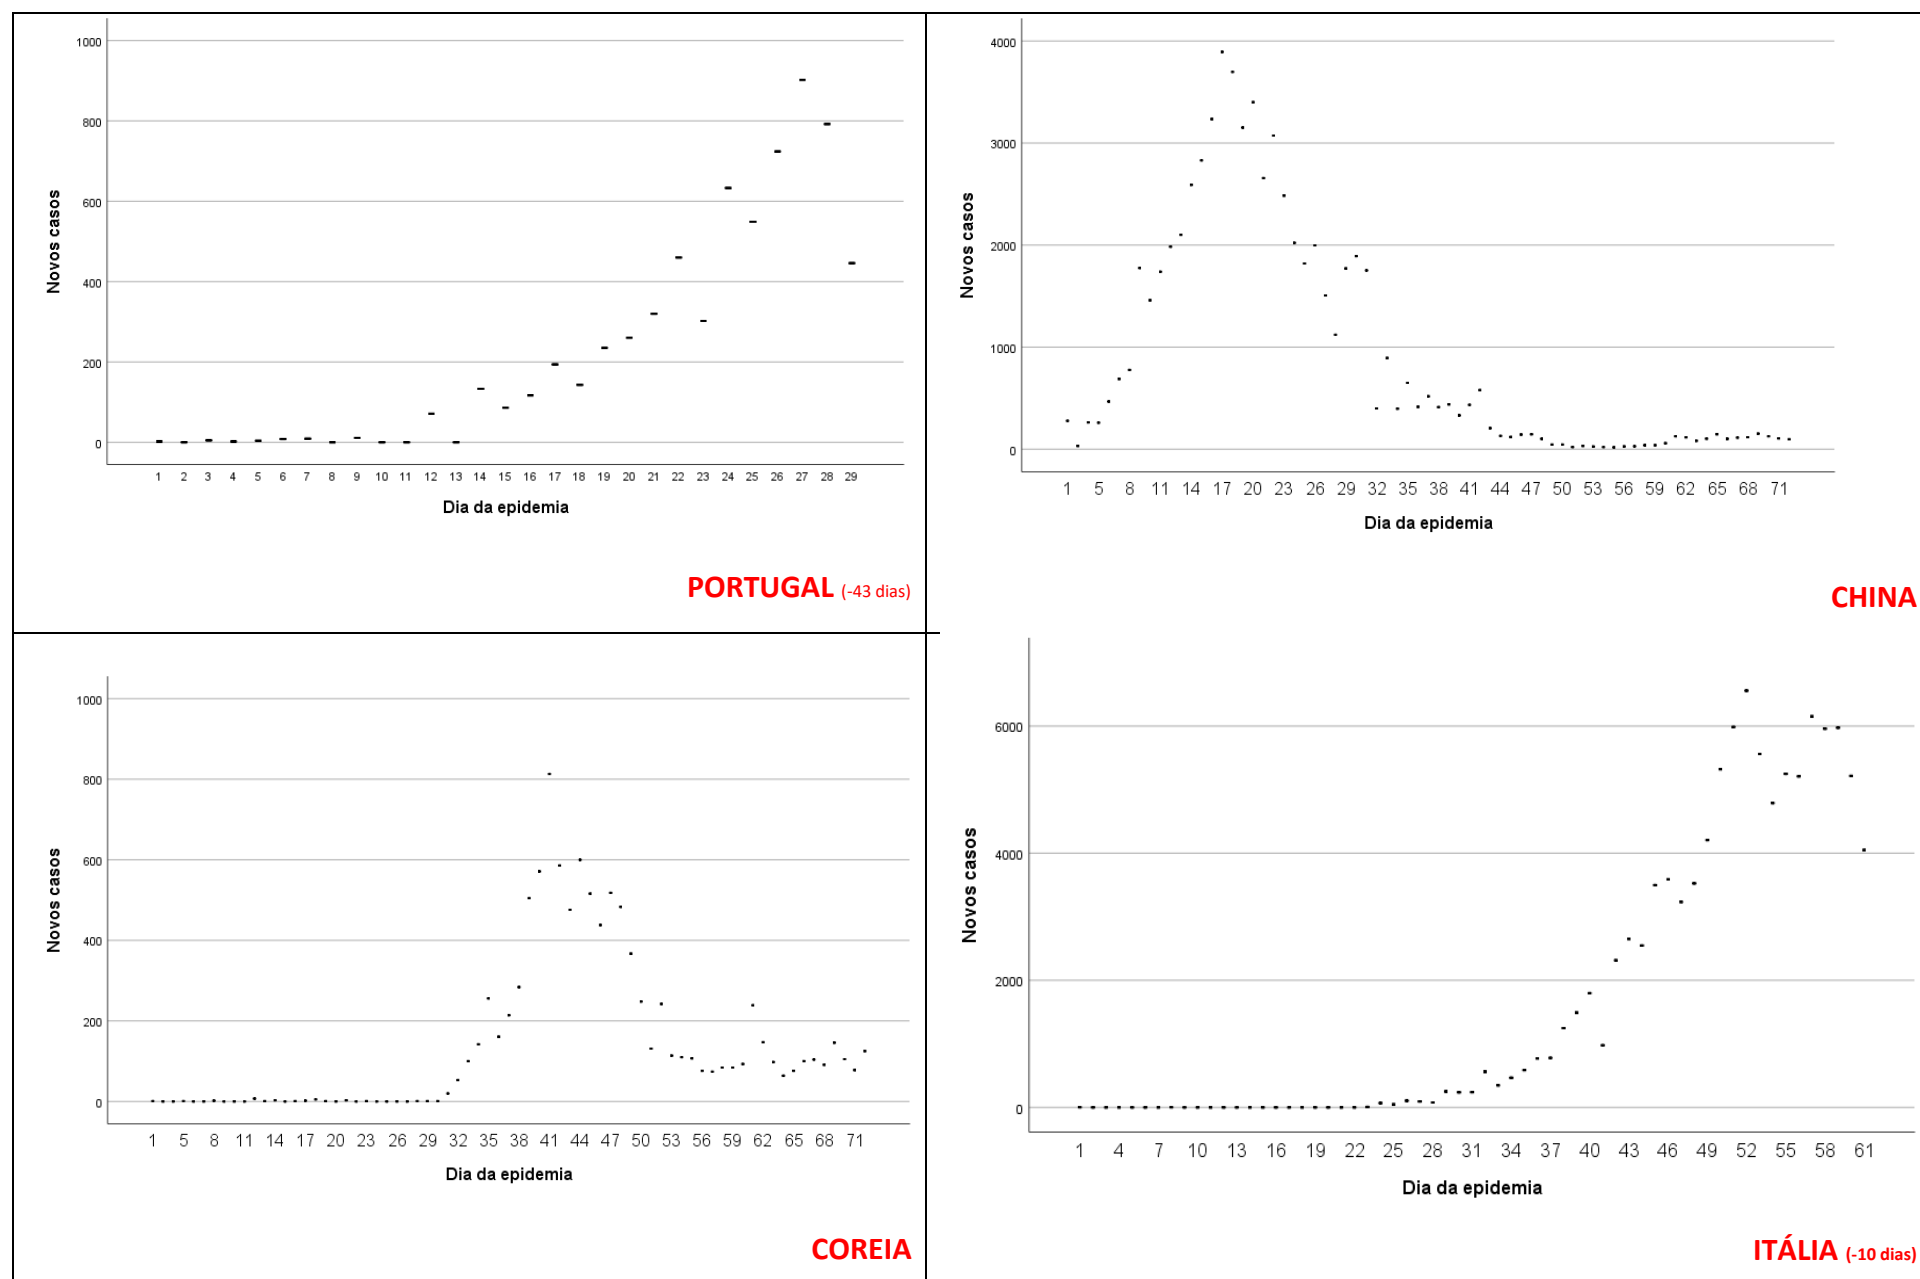 1000
800
600
400
200
0
Novos casos
1 2 3 4 5 6 7 8 9 10 11 12 13 14 15 16 17 18 19 20 21 22 23 24 25 26 27 28 29
Dia da epidemia
PORTUGAL (-43 dias)
4000
3000
2000
1000
0
Novos casos
1 5 8 11 14 17 20 23 26 29 32 35 38 41 44 47 50 53 56 59 62 65 68 71
Dia da epidemia
CHINA
1000
800
600
400
200
0
Novos casos
1 5 8 11 14 17 20 23 26 29 32 35 38 41 44 47 50 53 56 59 62 65 68 71
Dia da epidemia
COREIA
6000
4000
2000
0
Novos casos
1 4 7 10 13 16 19 22 25 28 31 34 37 40 43 46 49 52 55 58 61
Dia da epidemia
ITÁLIA (-10 dias)